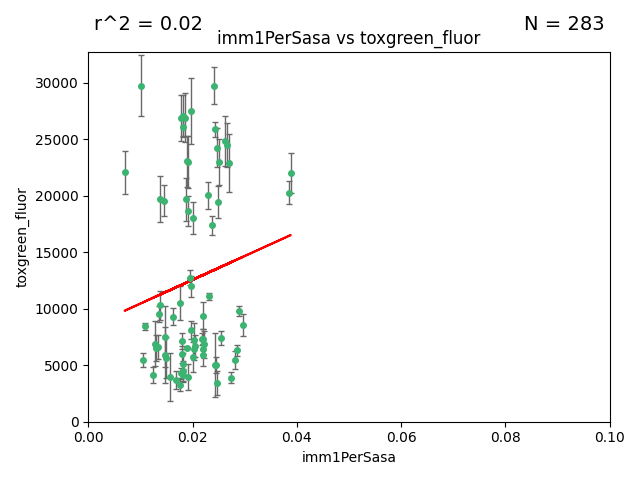 r^2 = 0.02
N = 283
imm1PerSasa vs toxgreen_fluor
toxgreen_fluor
30000
25000
20000
15000
10000
5000
0
0.00
0.02
0.04
0.06
0.08
0.10
imm1PerSasa